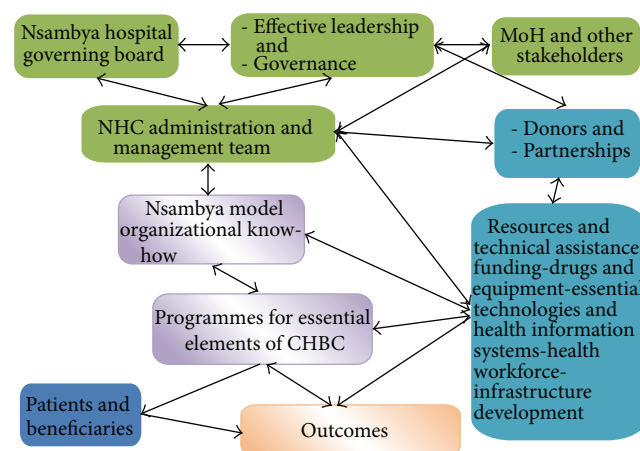 Nsambya hospital
governing board
- Effective leadership
and
- Governance
MoH and other
stakeholders
NHC administration and
management team
- Donors and
- Partnerships
Nsambya model
organizational know-
how
Resources and
technical assistance
funding-drugs and
equipment-essential
technologies and
health information
systems-health
workforce-
infrastructure
development
Programmes for essential
elements of CHBC
Patients and
beneficiaries
Outcomes